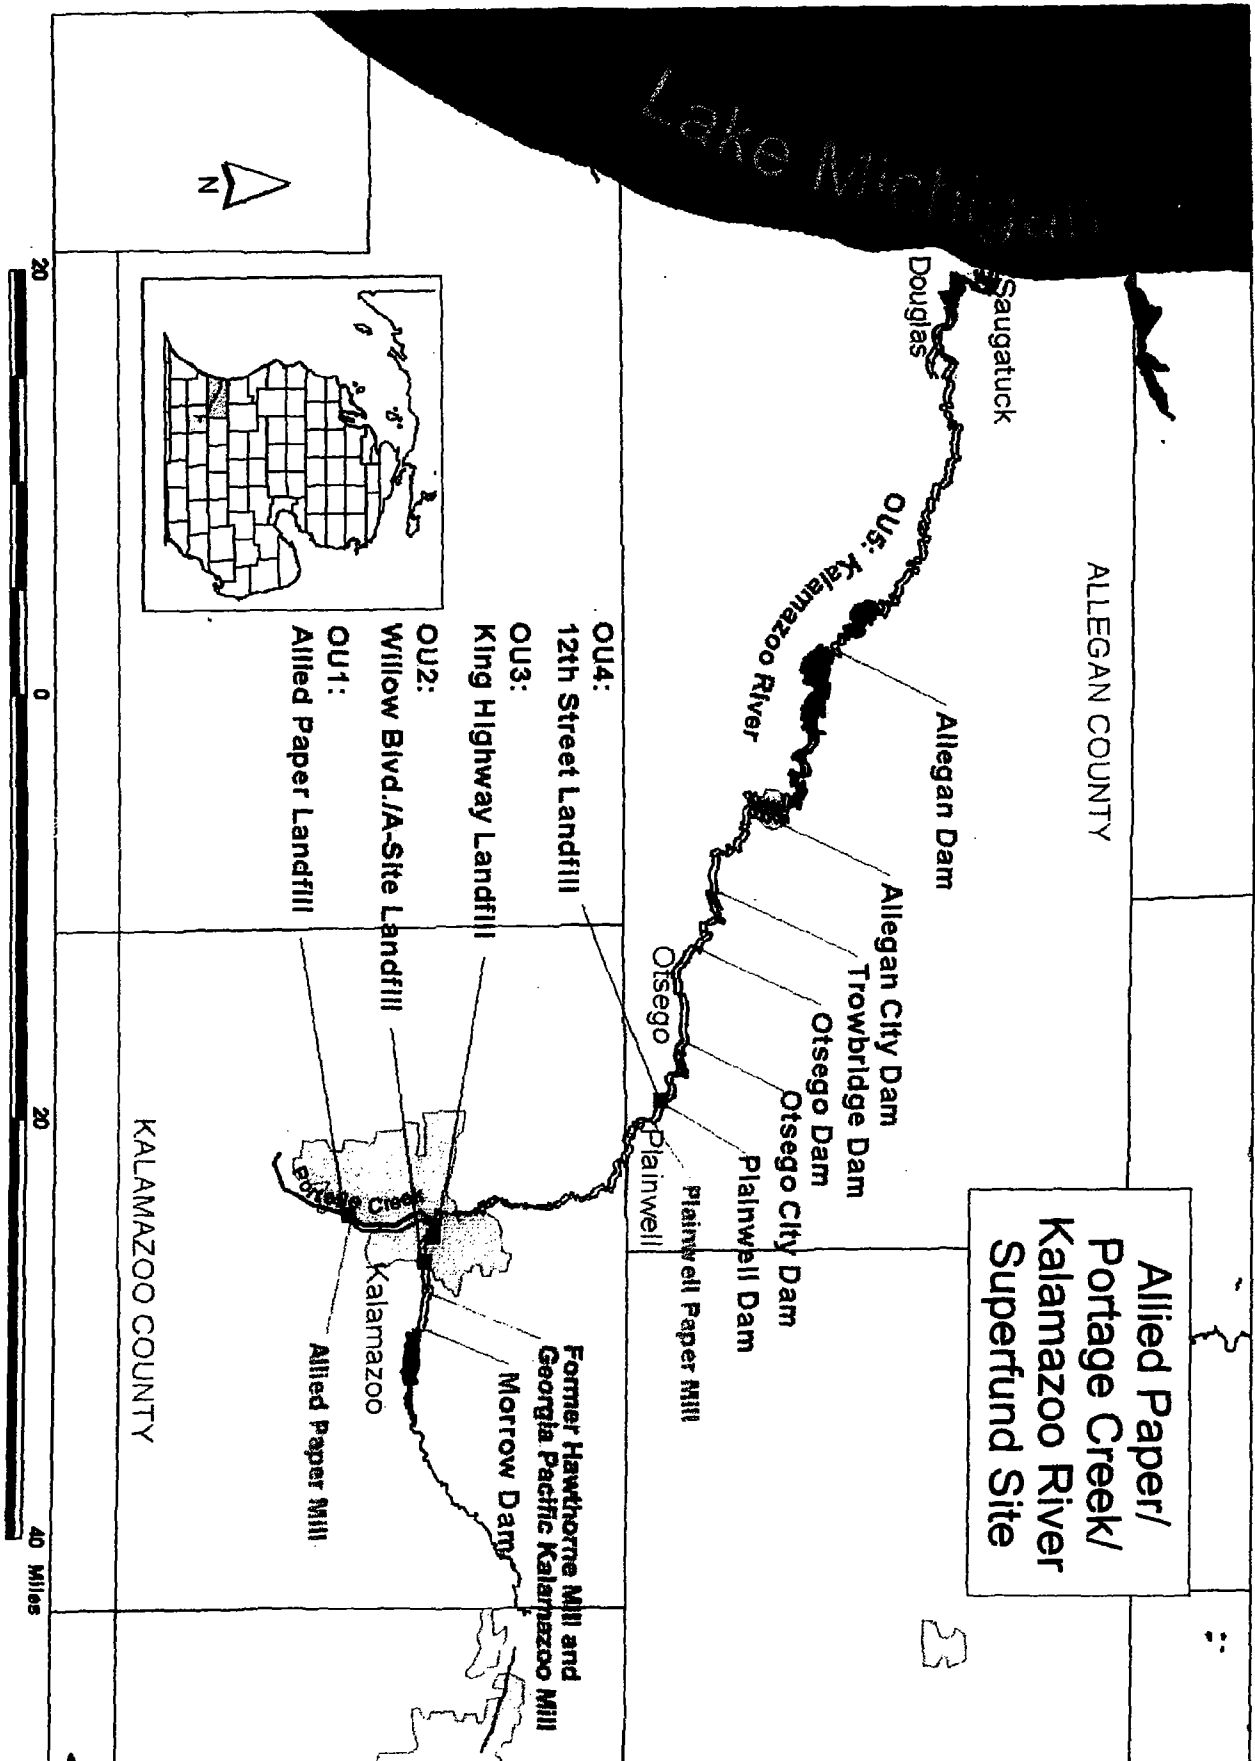 Allied Paper/
Portage Creek/
Kalamazoo River
Superfund Site
Lake Michigan
Saugatuck
Douglas
ALLEGAN COUNTY
OU5: Kalamazoo River
Allegan Dam
Allegan City Dam
Trowbridge Dam
Otsego Dam
Otsego City Dam
Plainwell Dam
Plainwell Paper Mill
Otsego
Plainwell
OU4:
12th Street Landfill
OU3:
King Highway Landfill
OU2:
Willow Blvd./A-Site Landfill
OU1:
Allied Paper Landfill
Former Hawthorne Mill and
Georgia Pacific Kalamazoo Mill
Morrow Dam
Kalamazoo
Portage Creek
Allied Paper Mill
KALAMAZOO COUNTY
N
20
0
20
40 Miles